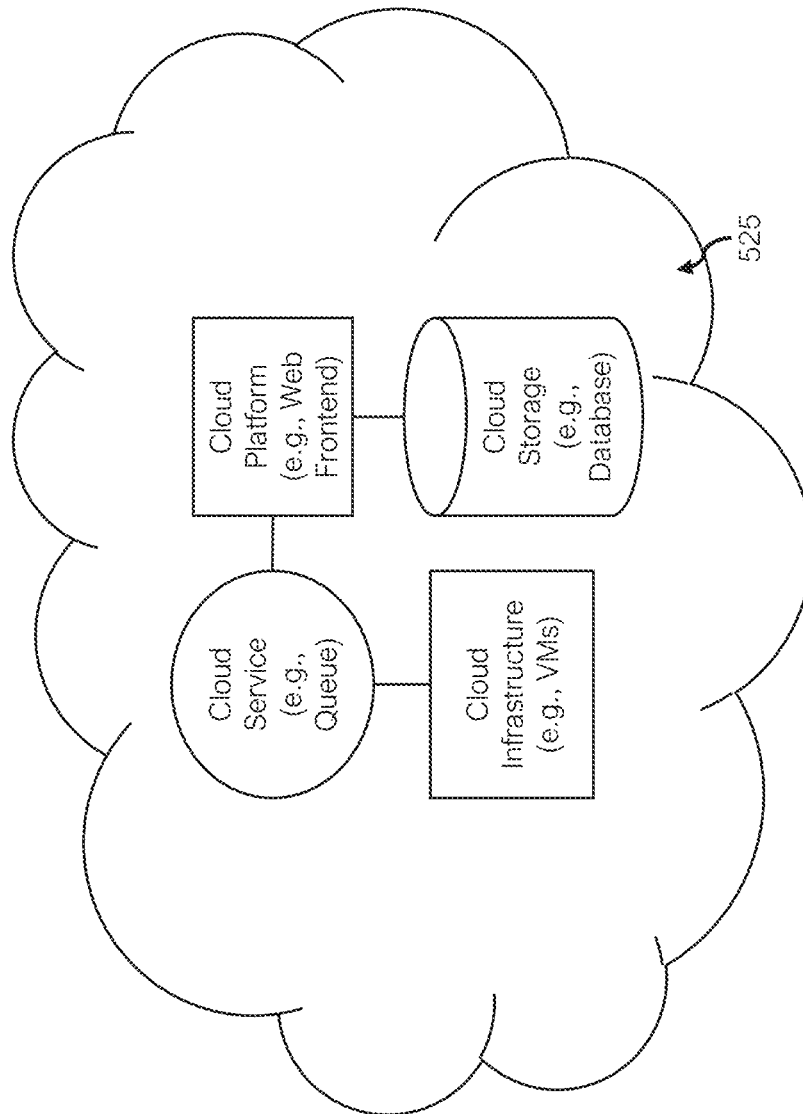 Cloud
Service
(e.g.,
Queue)
Cloud
Platform
(e.g., Web
Frontend)
Cloud
Infrastructure
(e.g., VMs)
Cloud
Storage
(e.g.,
Database)
525